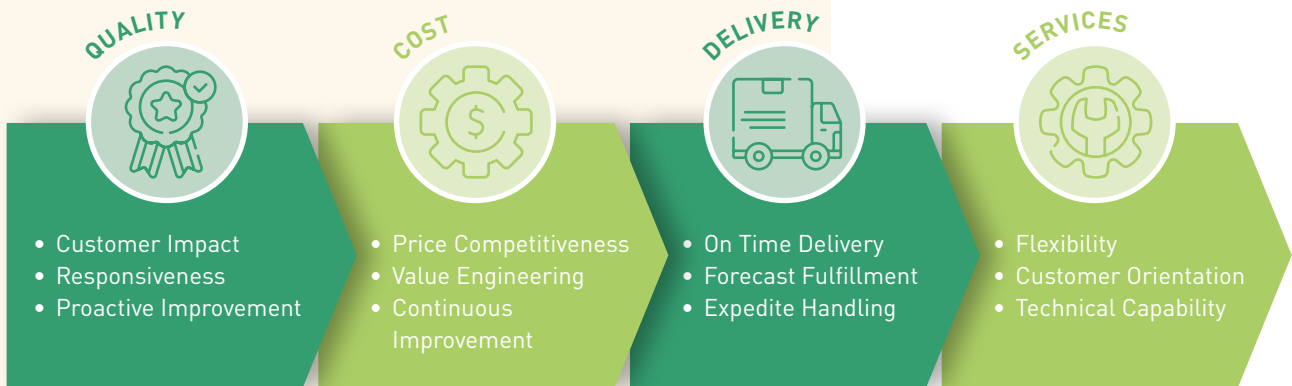 QUALITY
• Customer Impact
• Responsiveness
• Proactive Improvement
COST
$
• Price Competitiveness
• Value Engineering
• Continuous
Improvement
DELIVERY
• On Time Delivery
• Forecast Fulfillment
• Expedite Handling
SERVICES
• Flexibility
• Customer Orientation
• Technical Capability